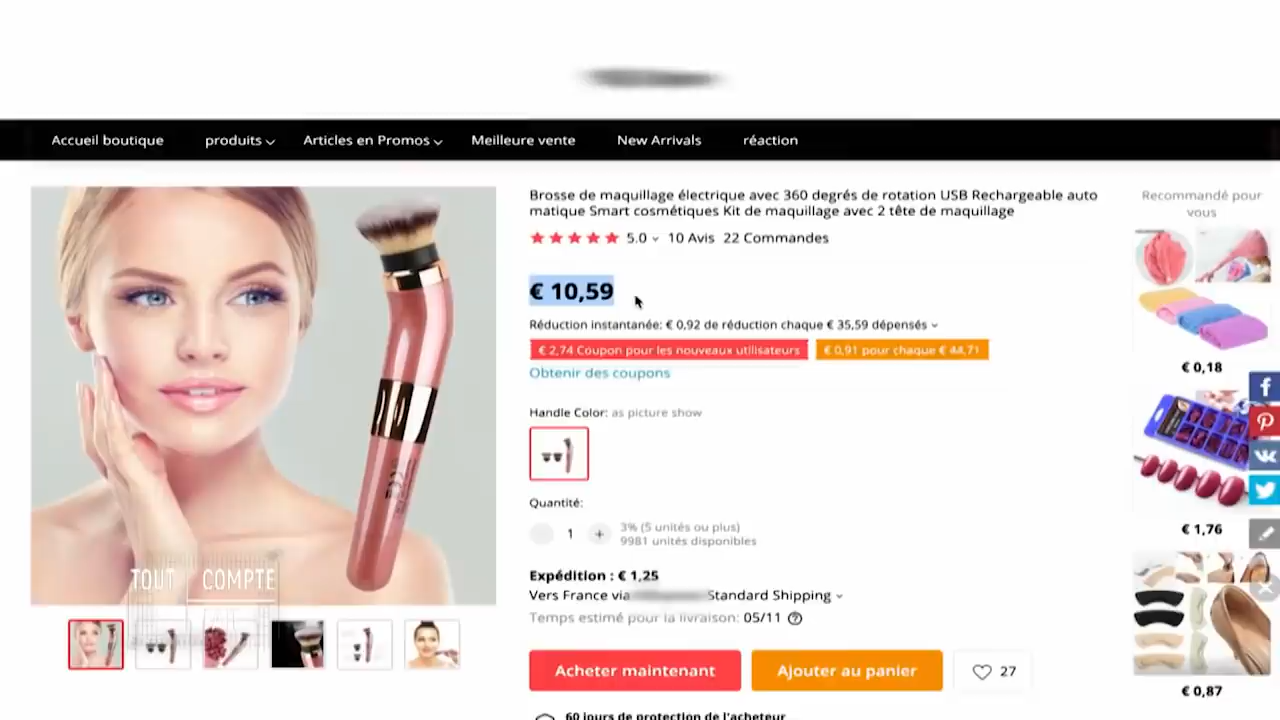 Accueil boutique
produits
Articles en Promos
Meilleure vente
New Arrivals
réaction
Brosse de maquillage électrique avec 360 degrés de rotation USB Rechargeable auto
matique Smart cosmétiques Kit de maquillage avec 2 tête de maquillage
5.0
10 Avis
22 Commandes
€ 10,59
Réduction instantanée: € 0,92 de réduction chaque € 35,59 dépensés
€ 2,74 Coupon pour les nouveaux utilisateurs
€ 0,91 pour chaque € 44,71
Obtenir des coupons
Handle Color: as picture show
Quantité:
1 +
3% (5 unités ou plus)
9981 unités disponibles
Expédition : € 1,25
Vers France via
Standard Shipping
Temps estimé pour la livraison: 05/11
Acheter maintenant
Ajouter au panier
27
60 jours de protection de l'acheteur
Recommandé pour
vous
€ 0,18
€ 1,76
€ 0,87
TOUT COMPTE